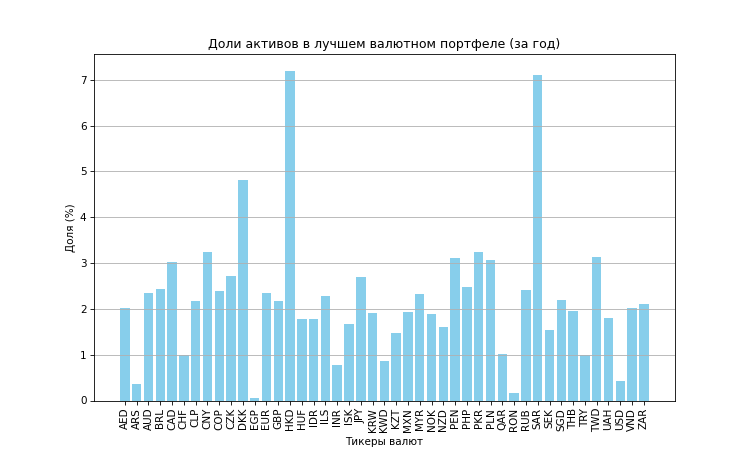 Доли активов в лучшем валютном портфеле (за год)
Доля (%)
7
6
5
4
3
2
1
0
AED ARS AUD BRL CAD CHF CLP CNY COP CZK DKK EGP EUR GBP HKD HUF IDR ILS INR ISK JPY KRW KWD KZT MXN MYR NOK NZD PEN PHP PKR PLN QAR RON RUB SAR SEK SGD THB TRY TWD UAH USD VND ZAR
Тикеры валют